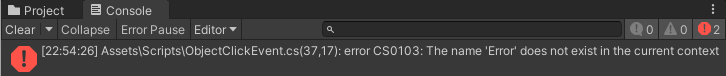 Project Console
Clear Collapse Error Pause Editor 0 0 2
[22:54:26] Assets\Scripts\ObjectClickEvent.cs(37,17): error CS0103: The name 'Error' does not exist in the current context